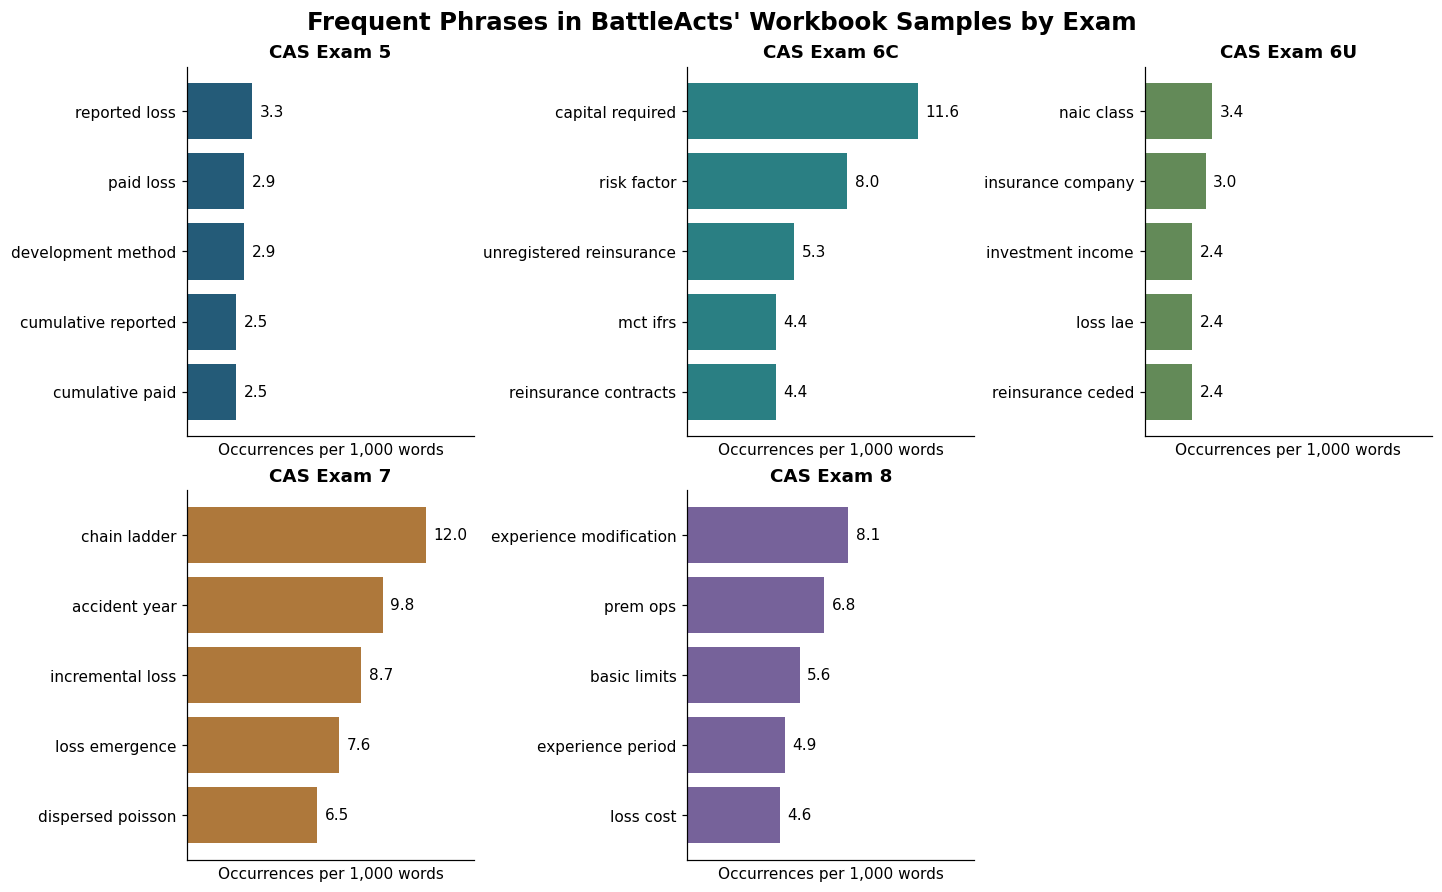 Frequent Phrases in BattleActs' Workbook Samples by Exam
CAS Exam 5
reported loss 3.3
paid loss 2.9
development method 2.9
cumulative reported 2.5
cumulative paid 2.5
Occurrences per 1,000 words
CAS Exam 6C
capital required 11.6
risk factor 8.0
unregistered reinsurance 5.3
mct ifrs 4.4
reinsurance contracts 4.4
Occurrences per 1,000 words
CAS Exam 6U
naic class 3.4
insurance company 3.0
investment income 2.4
loss lae 2.4
reinsurance ceded 2.4
Occurrences per 1,000 words
CAS Exam 7
chain ladder 12.0
accident year 9.8
incremental loss 8.7
loss emergence 7.6
dispersed poisson 6.5
Occurrences per 1,000 words
CAS Exam 8
experience modification 8.1
prem ops 6.8
basic limits 5.6
experience period 4.9
loss cost 4.6
Occurrences per 1,000 words